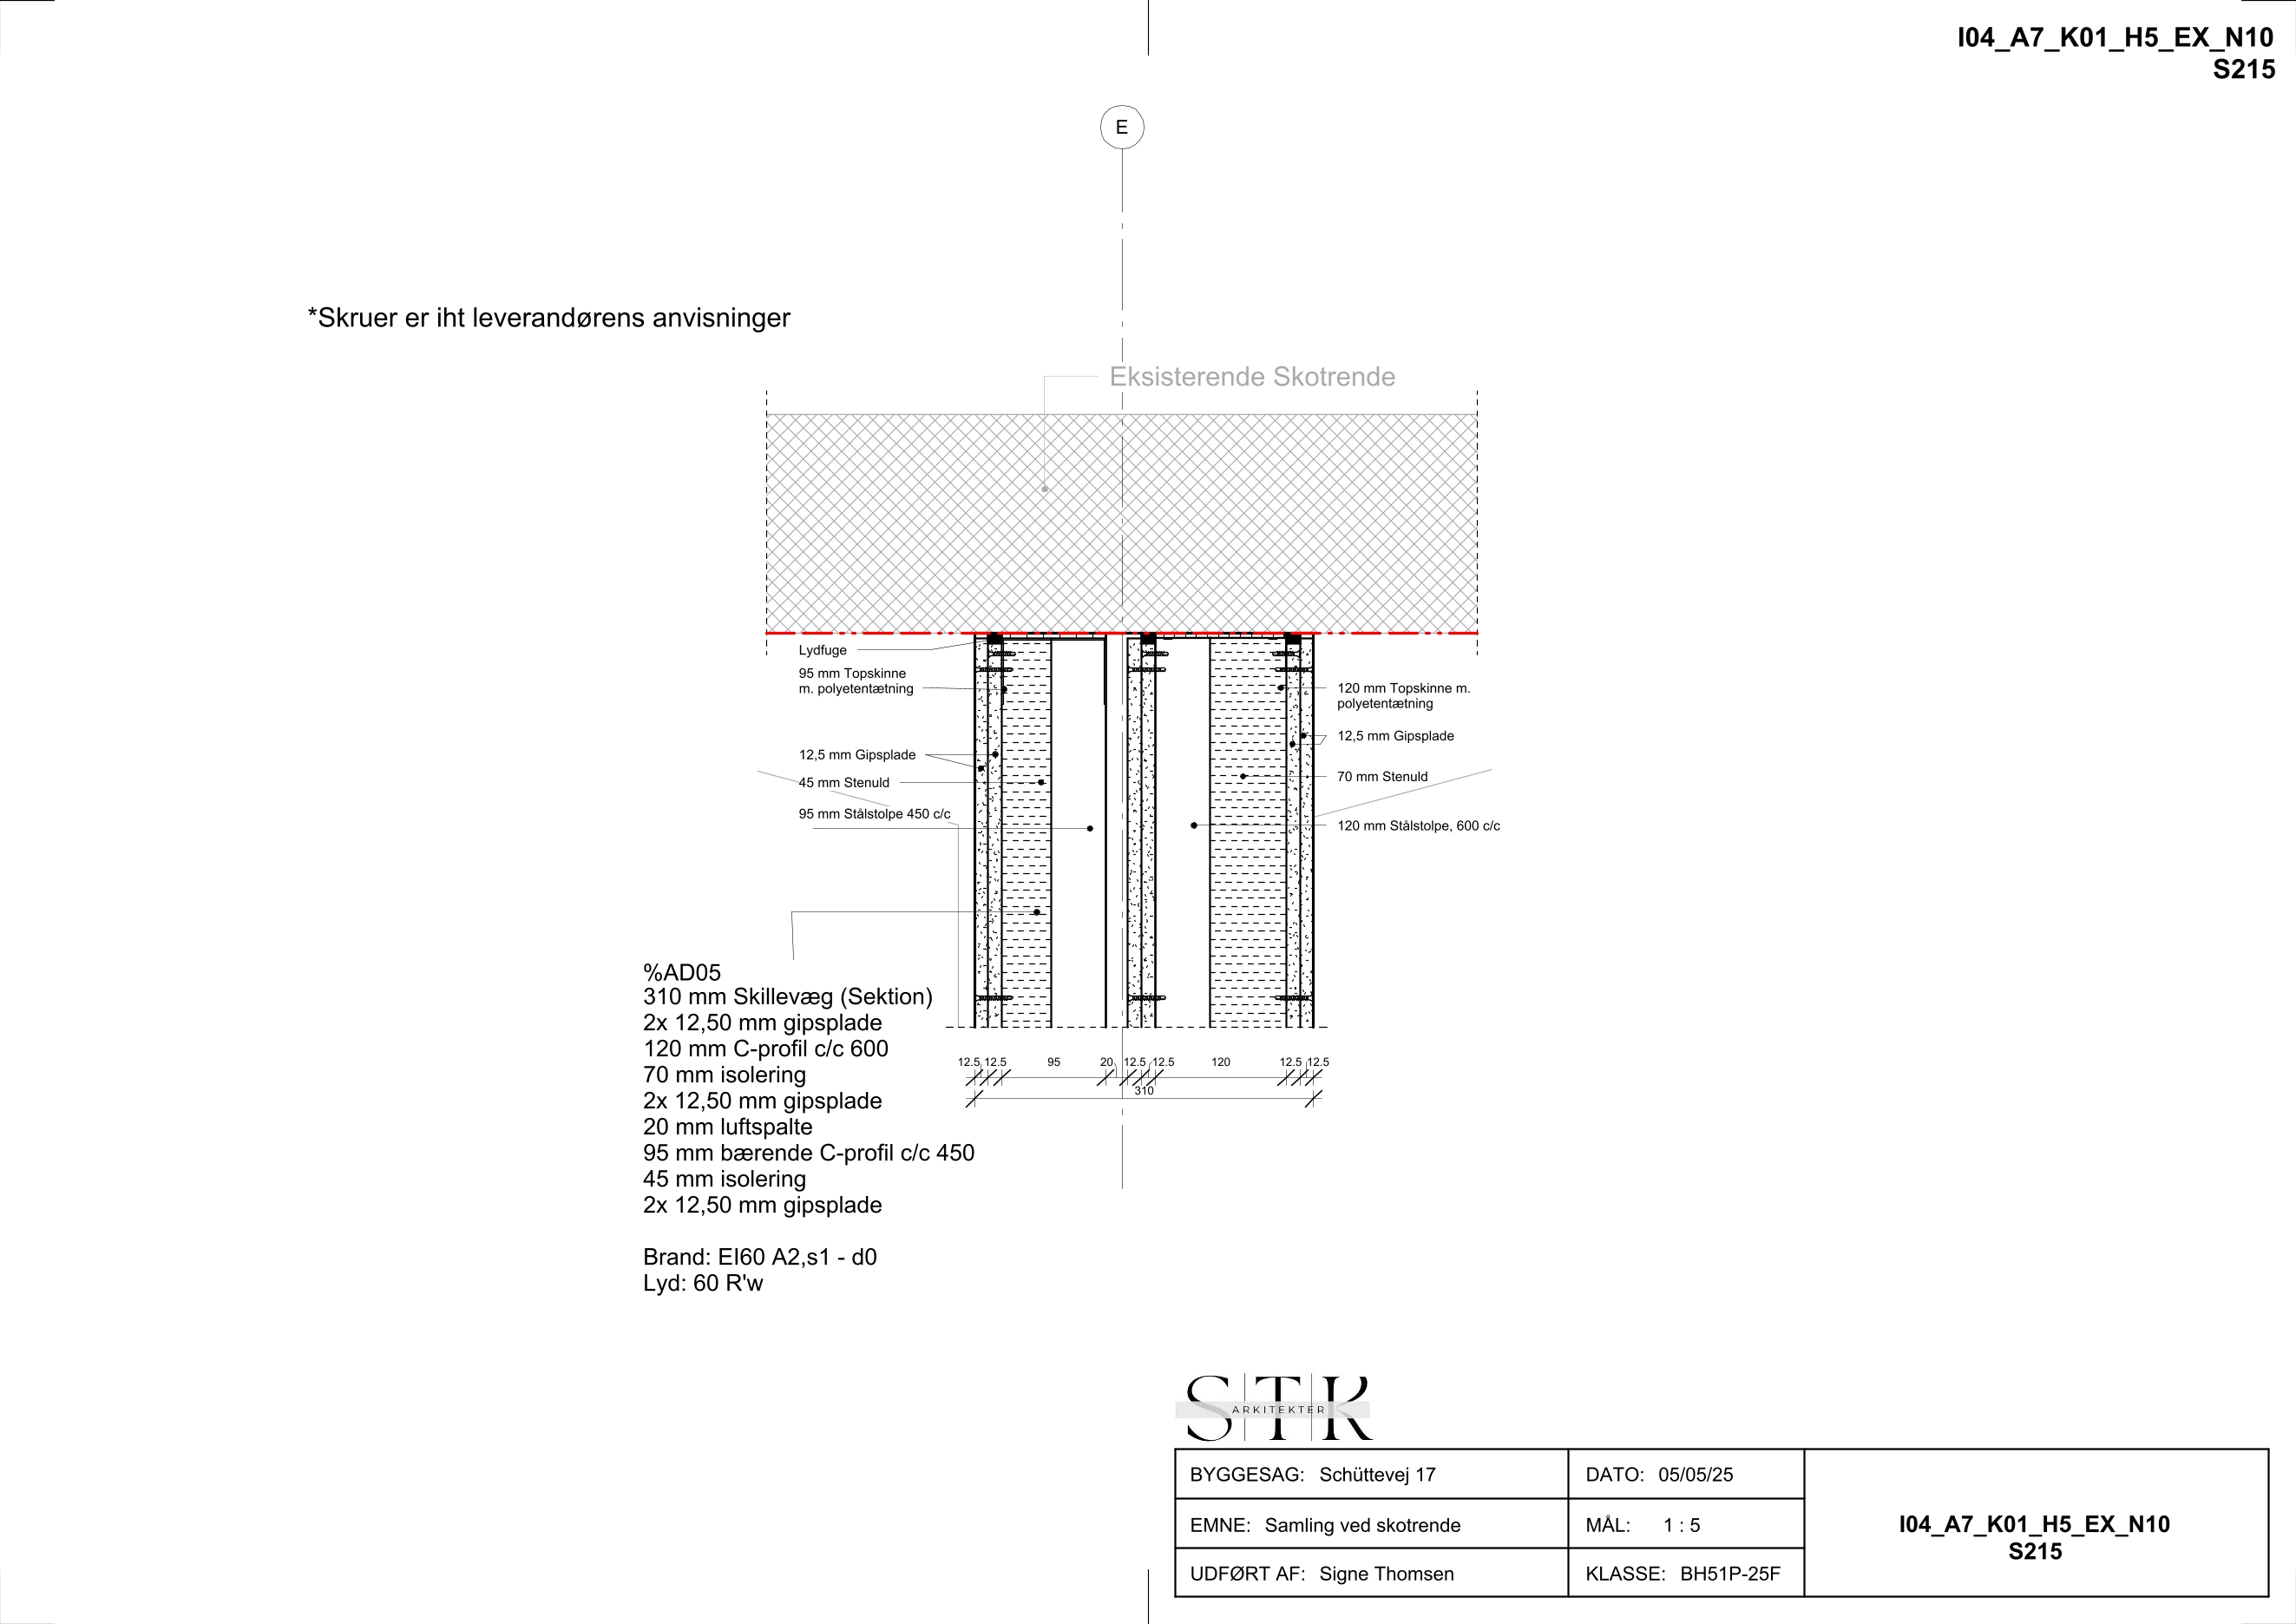 I04_A7_K01_H5_EX_N10
S215
E
*Skruer er iht leverandørens anvisninger
Eksisterende Skotrende
Lydfuge
95 mm Topskinne
m. polyetentætning
12,5 mm Gipsplade
45 mm Stenuld
95 mm Stålstolpe 450 c/c
120 mm Topskinne m.
polyetentætning
12,5 mm Gipsplade
70 mm Stenuld
120 mm Stålstolpe, 600 c/c
%AD05
310 mm Skillevæg (Sektion)
2x 12,50 mm gipsplade
120 mm C-profil c/c 600
70 mm isolering
2x 12,50 mm gipsplade
20 mm luftspalte
95 mm bærende C-profil c/c 450
45 mm isolering
2x 12,50 mm gipsplade
Brand: EI60 A2,s1 - d0
Lyd: 60 R'w
12.5 12.5 95 20 12.5 12.5 120 12.5 12.5
310
STK
ARKITEKTER
BYGGESAG: Schüttevej 17
DATO: 05/05/25
EMNE: Samling ved skotrende
MÅL: 1 : 5
UDFØRT AF: Signe Thomsen
KLASSE: BH51P-25F
I04_A7_K01_H5_EX_N10
S215